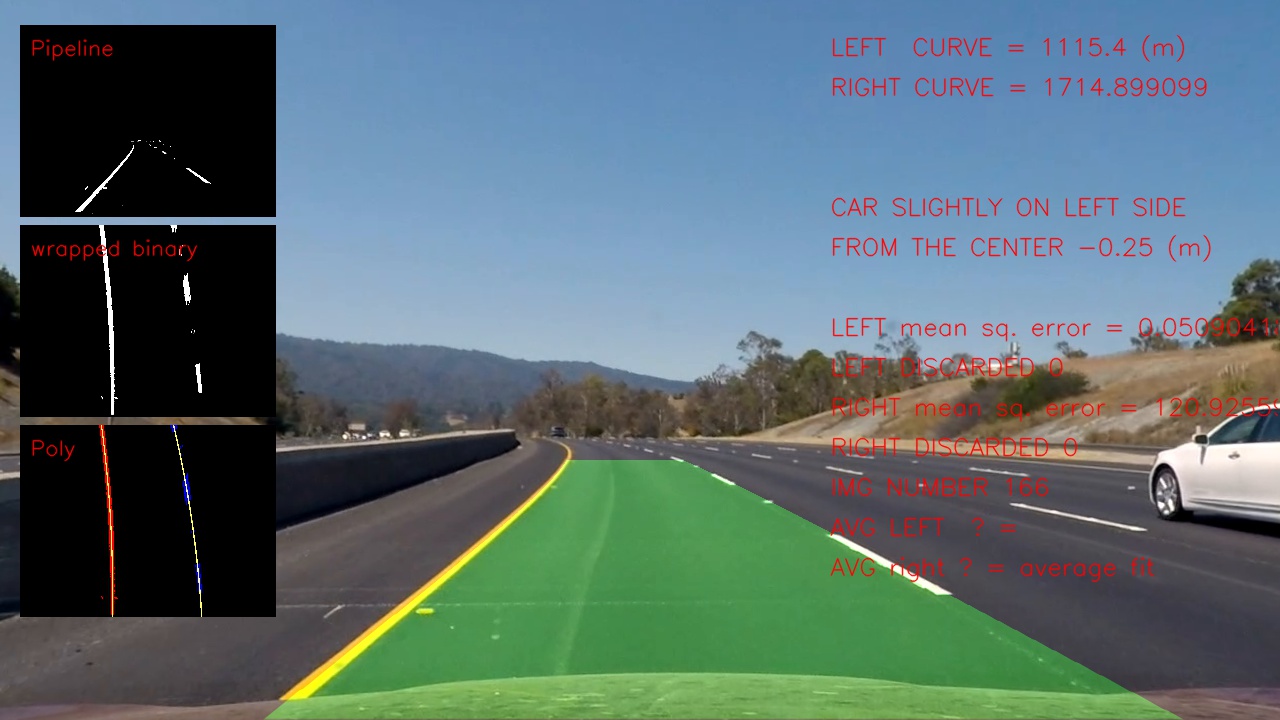 Pipeline
wrapped binary
Poly
LEFT CURVE = 1115.4 (m)
RIGHT CURVE = 1714.899099
CAR SLIGHTLY ON LEFT SIDE
FROM THE CENTER -0.25 (m)
LEFT mean sq. error = 0.0509041
LEFT DISCARDED 0
RIGHT mean sq. error = 120.9255
RIGHT DISCARDED 0
IMG NUMBER 166
AVG LEFT ? =
AVG right ? = average fit